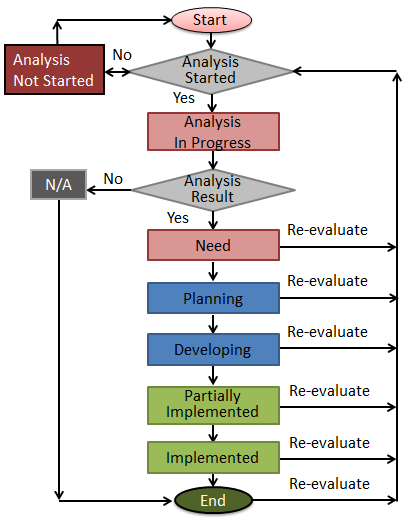 Start
Analysis
Not Started
No
Analysis
Started
Yes
Analysis
In Progress
N/A
No
Analysis
Result
Yes
Need
Re-evaluate
Planning
Re-evaluate
Developing
Re-evaluate
Partially
Implemented
Re-evaluate
Implemented
Re-evaluate
End
Re-evaluate